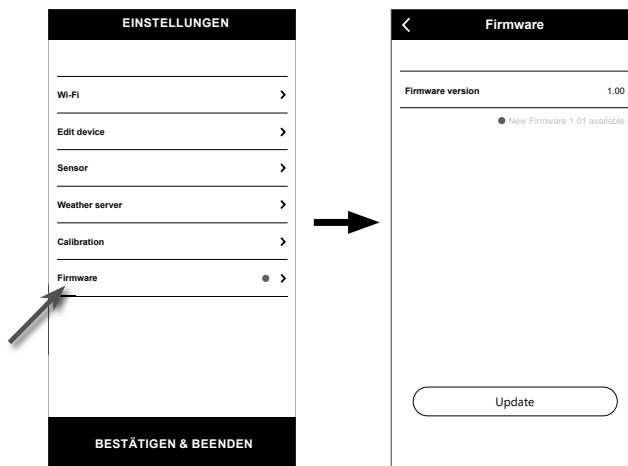 EINSTELLUNGEN
Wi-Fi
Edit device
Sensor
Weather server
Calibration
Firmware
BESTÄTIGEN & BEENDEN
Firmware
Firmware version 1.00
New Firmware 1.01 available
Update